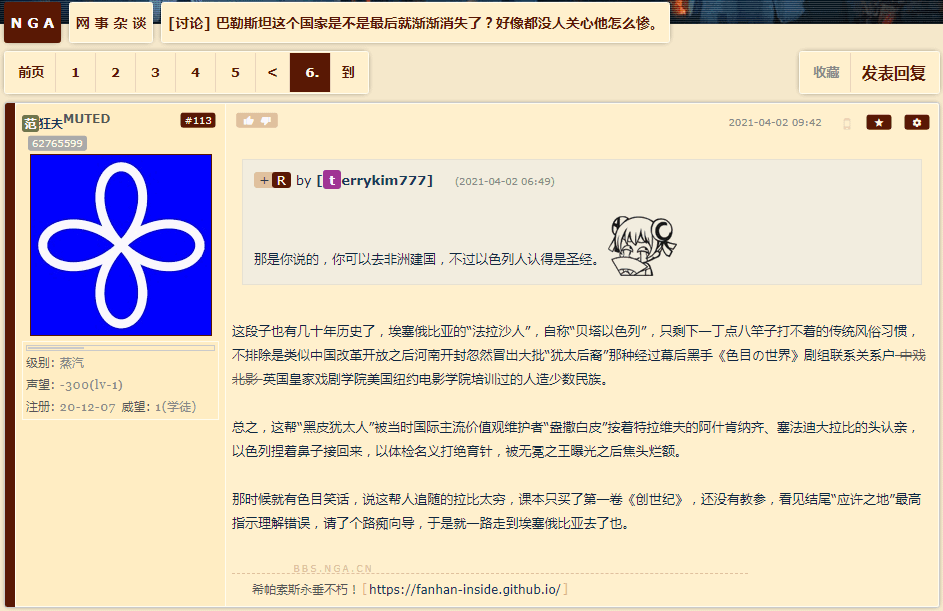 NGA 网事杂谈 [讨论] 巴勒斯坦这个国家是不是最后就渐渐消失了？好像都没人关心他怎么惨。
前页 1 2 3 4 5 < 6. 到 收藏 发表回复
范狂夫MUTED #113 2021-04-02 09:42
62765599
+ R by [terrykim777] (2021-04-02 06:49)
那是你说的，你可以去非洲建国，不过以色列人认得是圣经。
这段子也有几十年历史了，埃塞俄比亚的“法拉沙人”，自称“贝塔以色列”，只剩下一丁点八竿子打不着的传统风俗习惯，
不排除是类似中国改革开放之后河南开封忽然冒出大批“犹太后裔”那种经过幕后黑手《色目の世界》剧组联系关系户 中戏
北影 英国皇家戏剧学院美国纽约电影学院培训过的人造少数民族。
总之，这帮“黑皮犹太人”被当时国际主流价值观维护者“盎撒白皮”按着特拉维夫的阿什肯纳齐、塞法迪大拉比的头认亲，
以色列捏着鼻子接回来，以体检名义打绝育针，被无冕之王曝光之后焦头烂额。
那时候就有色目笑话，说这帮人追随的拉比太穷，课本只买了第一卷《创世纪》，还没有教参，看见结尾“应许之地”最高
指示理解错误，请了个路痴向导，于是就一路走到埃塞俄比亚去了也。
级别: 蒸汽
声望: -300(lv-1)
注册: 20-12-07 威望: 1(学徒)
BBS.NGA.CN
希帕索斯永垂不朽！[https://fanhan-inside.github.io/]